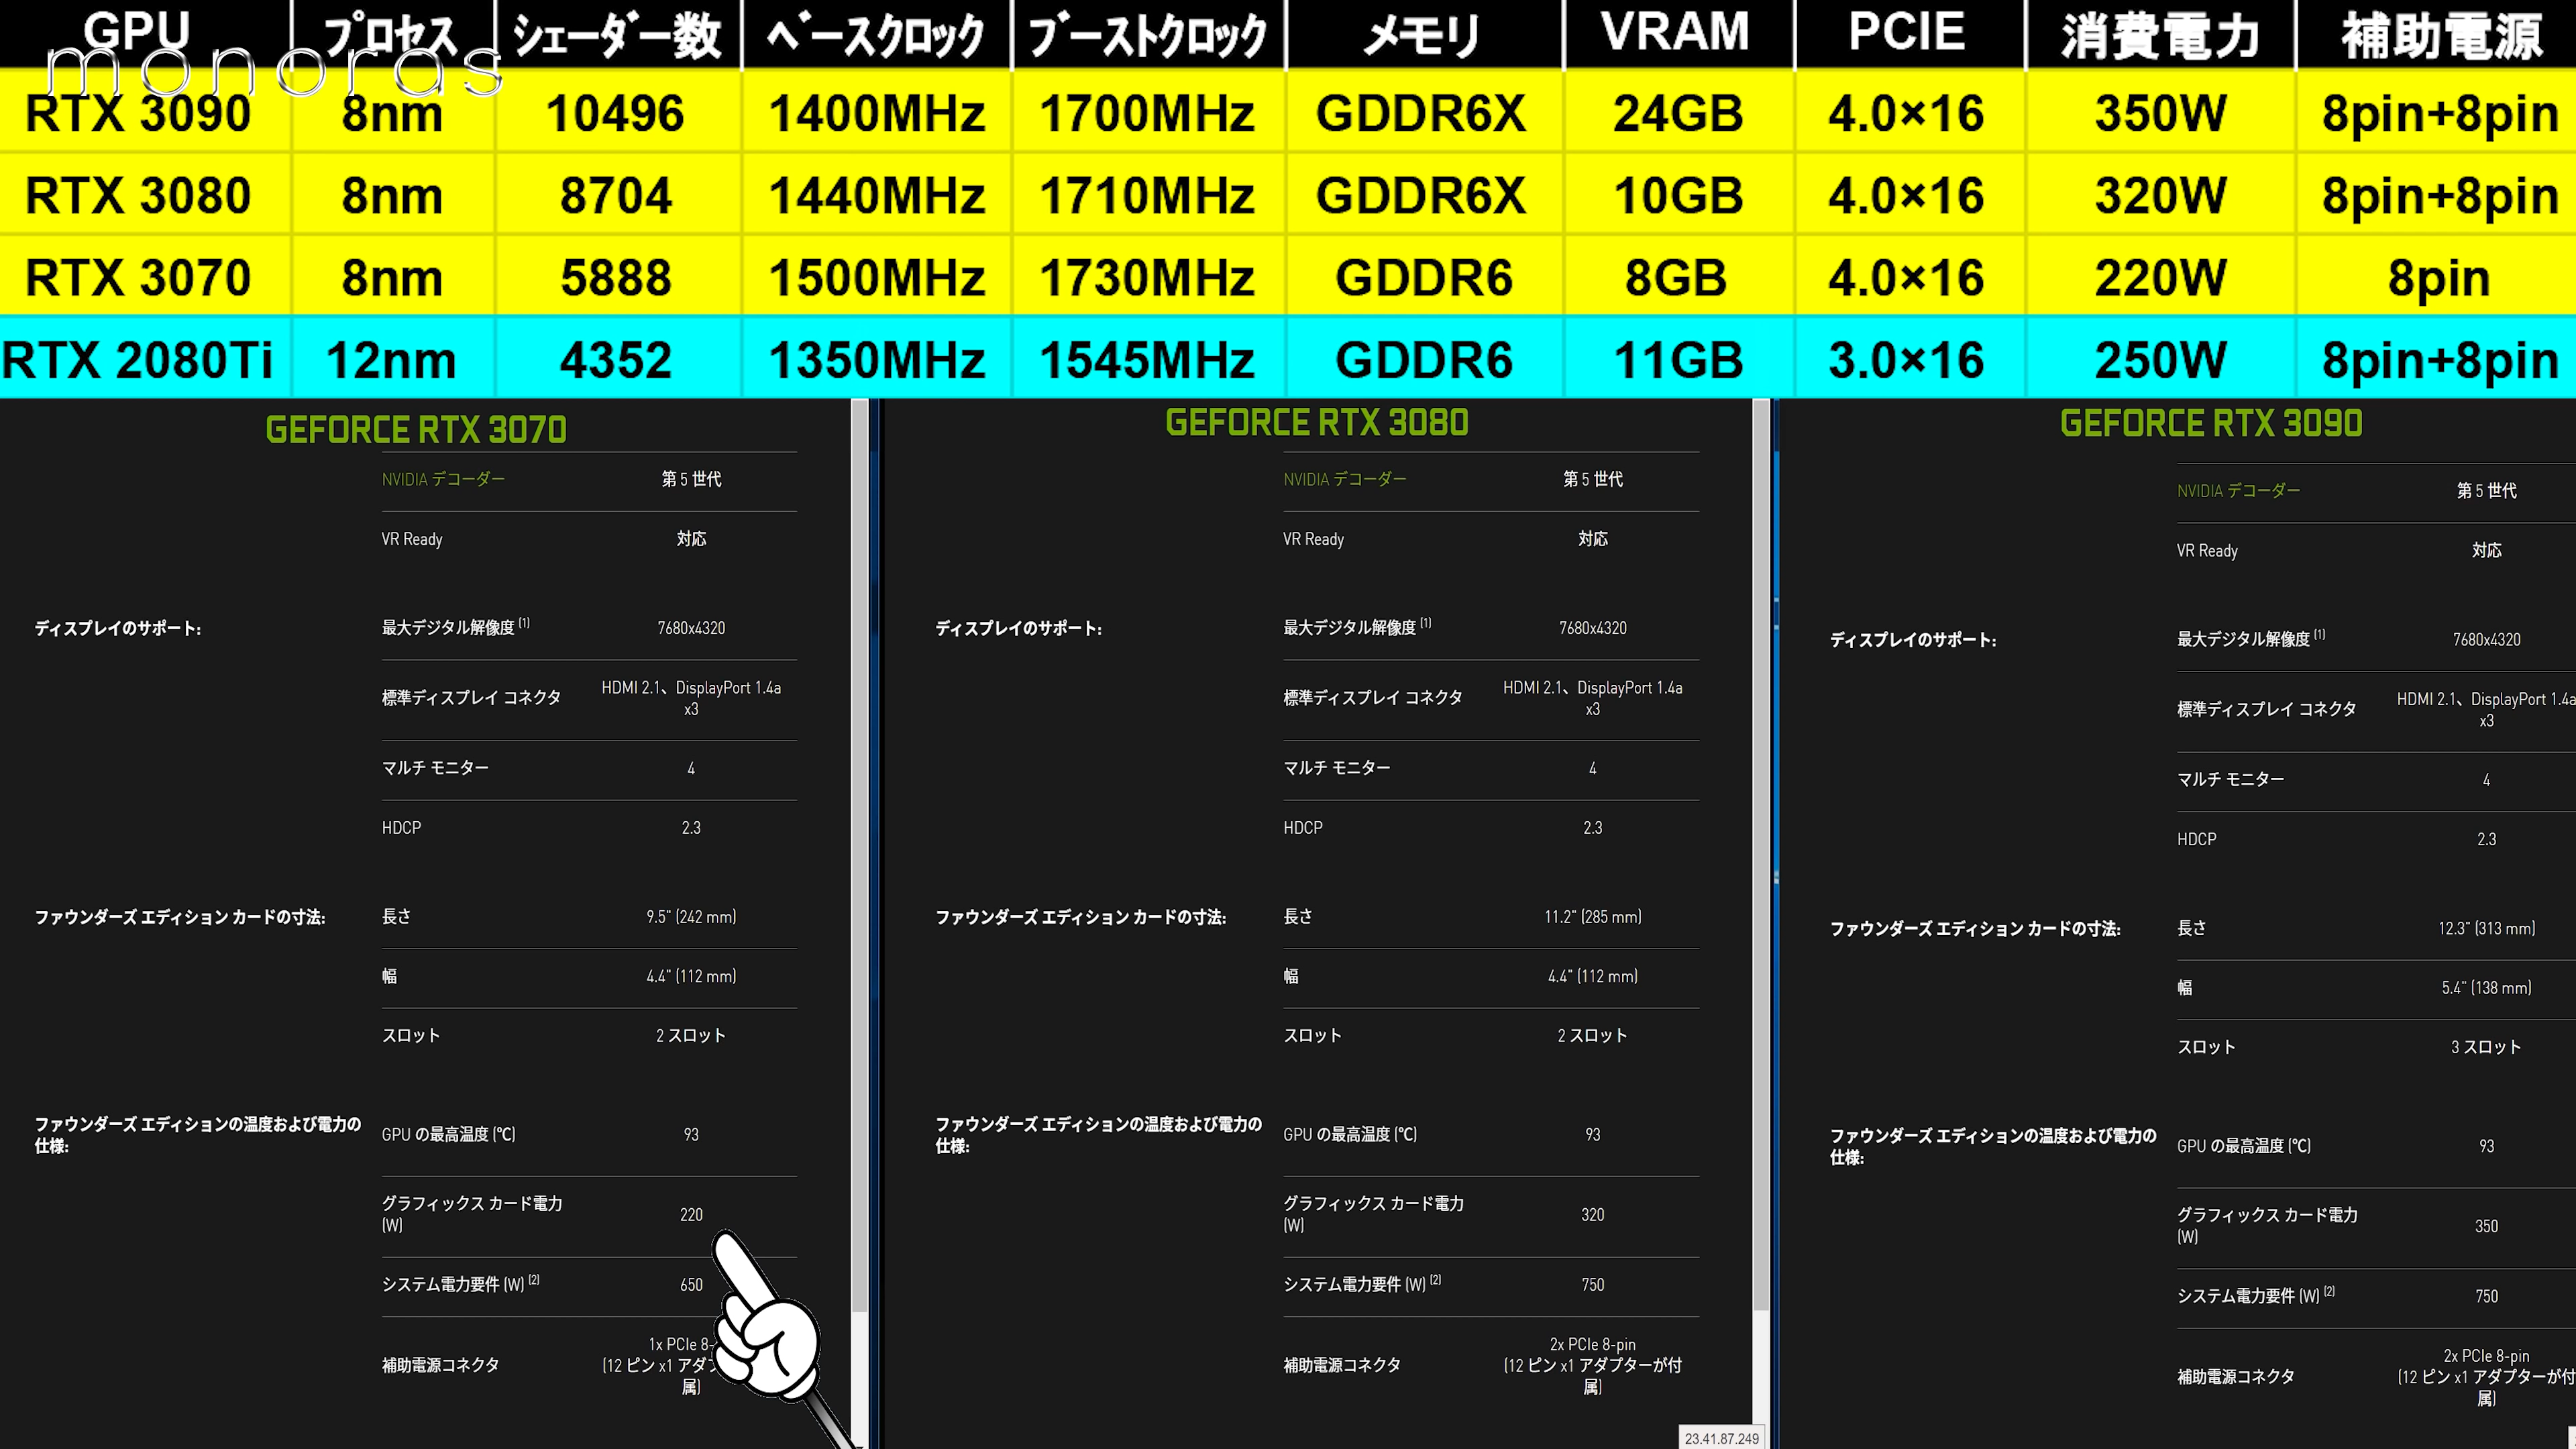 GPU プロセス シェーダー数 ベースクロック ブーストクロック メモリ VRAM PCIE 消費電力 補助電源
monoras
RTX 3090 8nm 10496 1400MHz 1700MHz GDDR6X 24GB 4.0×16 350W 8pin+8pin
RTX 3080 8nm 8704 1440MHz 1710MHz GDDR6X 10GB 4.0×16 320W 8pin+8pin
RTX 3070 8nm 5888 1500MHz 1730MHz GDDR6 8GB 4.0×16 220W 8pin
RTX 2080Ti 12nm 4352 1350MHz 1545MHz GDDR6 11GB 3.0×16 250W 8pin+8pin
GEFORCE RTX 3070
NVIDIA デコーダー 第 5 世代
VR Ready 対応
ディスプレイのサポート: 最大デジタル解像度 (1) 7680x4320
標準ディスプレイ コネクタ HDMI 2.1、DisplayPort 1.4a
x3
マルチ モニター 4
HDCP 2.3
ファウンダーズ エディション カードの寸法: 長さ 9.5" (242 mm)
幅 4.4" (112 mm)
スロット 2 スロット
ファウンダーズ エディションの温度および電力の
仕様:
GPU の最高温度 (℃) 93
グラフィックス カード電力
(W)
220
システム電力要件 (W) (2) 650
補助電源コネクタ
1x PCIe 8-
(12 ピン x1 アダプ
属)
GEFORCE RTX 3080
NVIDIA デコーダー 第 5 世代
VR Ready 対応
ディスプレイのサポート: 最大デジタル解像度 (1) 7680x4320
標準ディスプレイ コネクタ HDMI 2.1、DisplayPort 1.4a
x3
マルチ モニター 4
HDCP 2.3
ファウンダーズ エディション カードの寸法: 長さ 11.2" (285 mm)
幅 4.4" (112 mm)
スロット 2 スロット
ファウンダーズ エディションの温度および電力の
仕様:
GPU の最高温度 (℃) 93
グラフィックス カード電力
(W)
320
システム電力要件 (W) (2) 750
補助電源コネクタ
2x PCIe 8-pin
(12 ピン x1 アダプターが付
属)
23.41.87.249
GEFORCE RTX 3090
NVIDIA デコーダー 第 5 世代
VR Ready 対応
ディスプレイのサポート: 最大デジタル解像度 (1) 7680x4320
標準ディスプレイ コネクタ HDMI 2.1、DisplayPort 1.4a
x3
マルチ モニター 4
HDCP 2.3
ファウンダーズ エディション カードの寸法: 長さ 12.3" (313 mm)
幅 5.4" (138 mm)
スロット 3 スロット
ファウンダーズ エディションの温度および電力の
仕様:
GPU の最高温度 (℃) 93
グラフィックス カード電力
(W)
350
システム電力要件 (W) (2) 750
補助電源コネクタ
2x PCIe 8-pin
(12 ピン x1 アダプターが付
属)